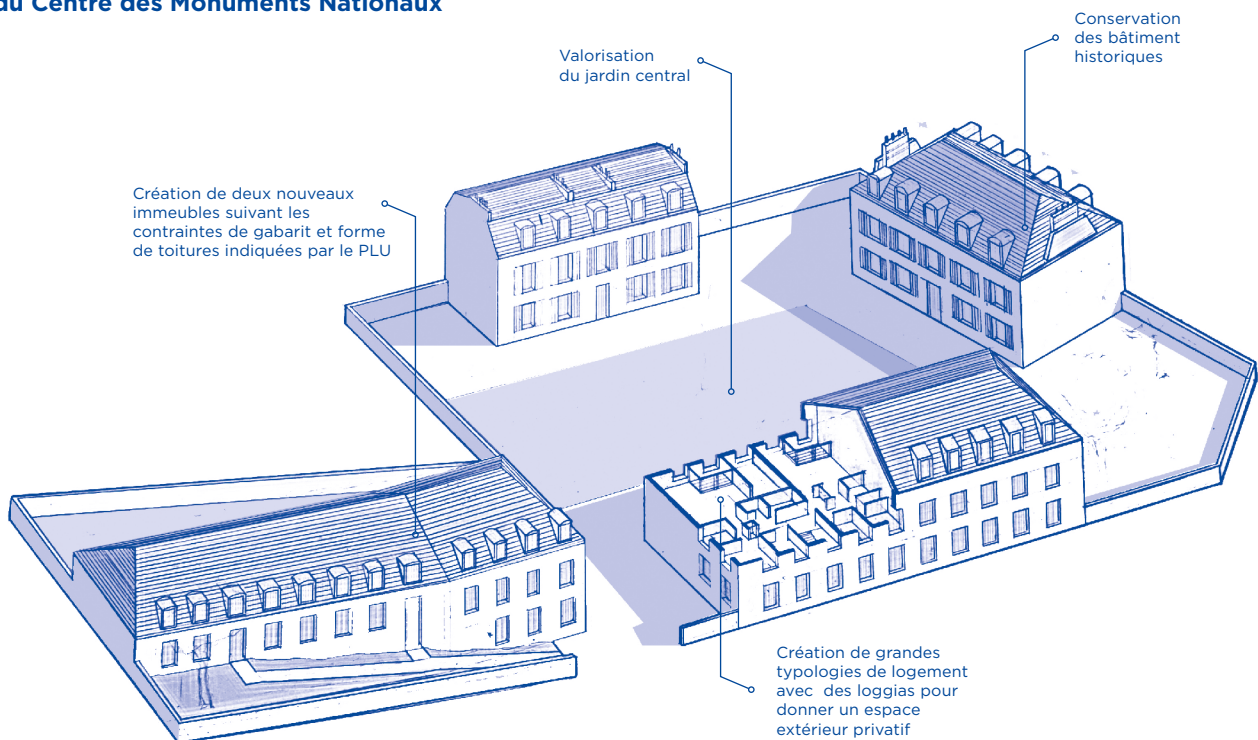 du Centre des Monuments Nationaux
Conservation
des bâtiment
historiques
Valorisation
du jardin central
Création de deux nouveaux
immeubles suivant les
contraintes de gabarit et forme
de toitures indiquées par le PLU
Création de grandes
typologies de logement
avec des loggias pour
donner un espace
extérieur privatif